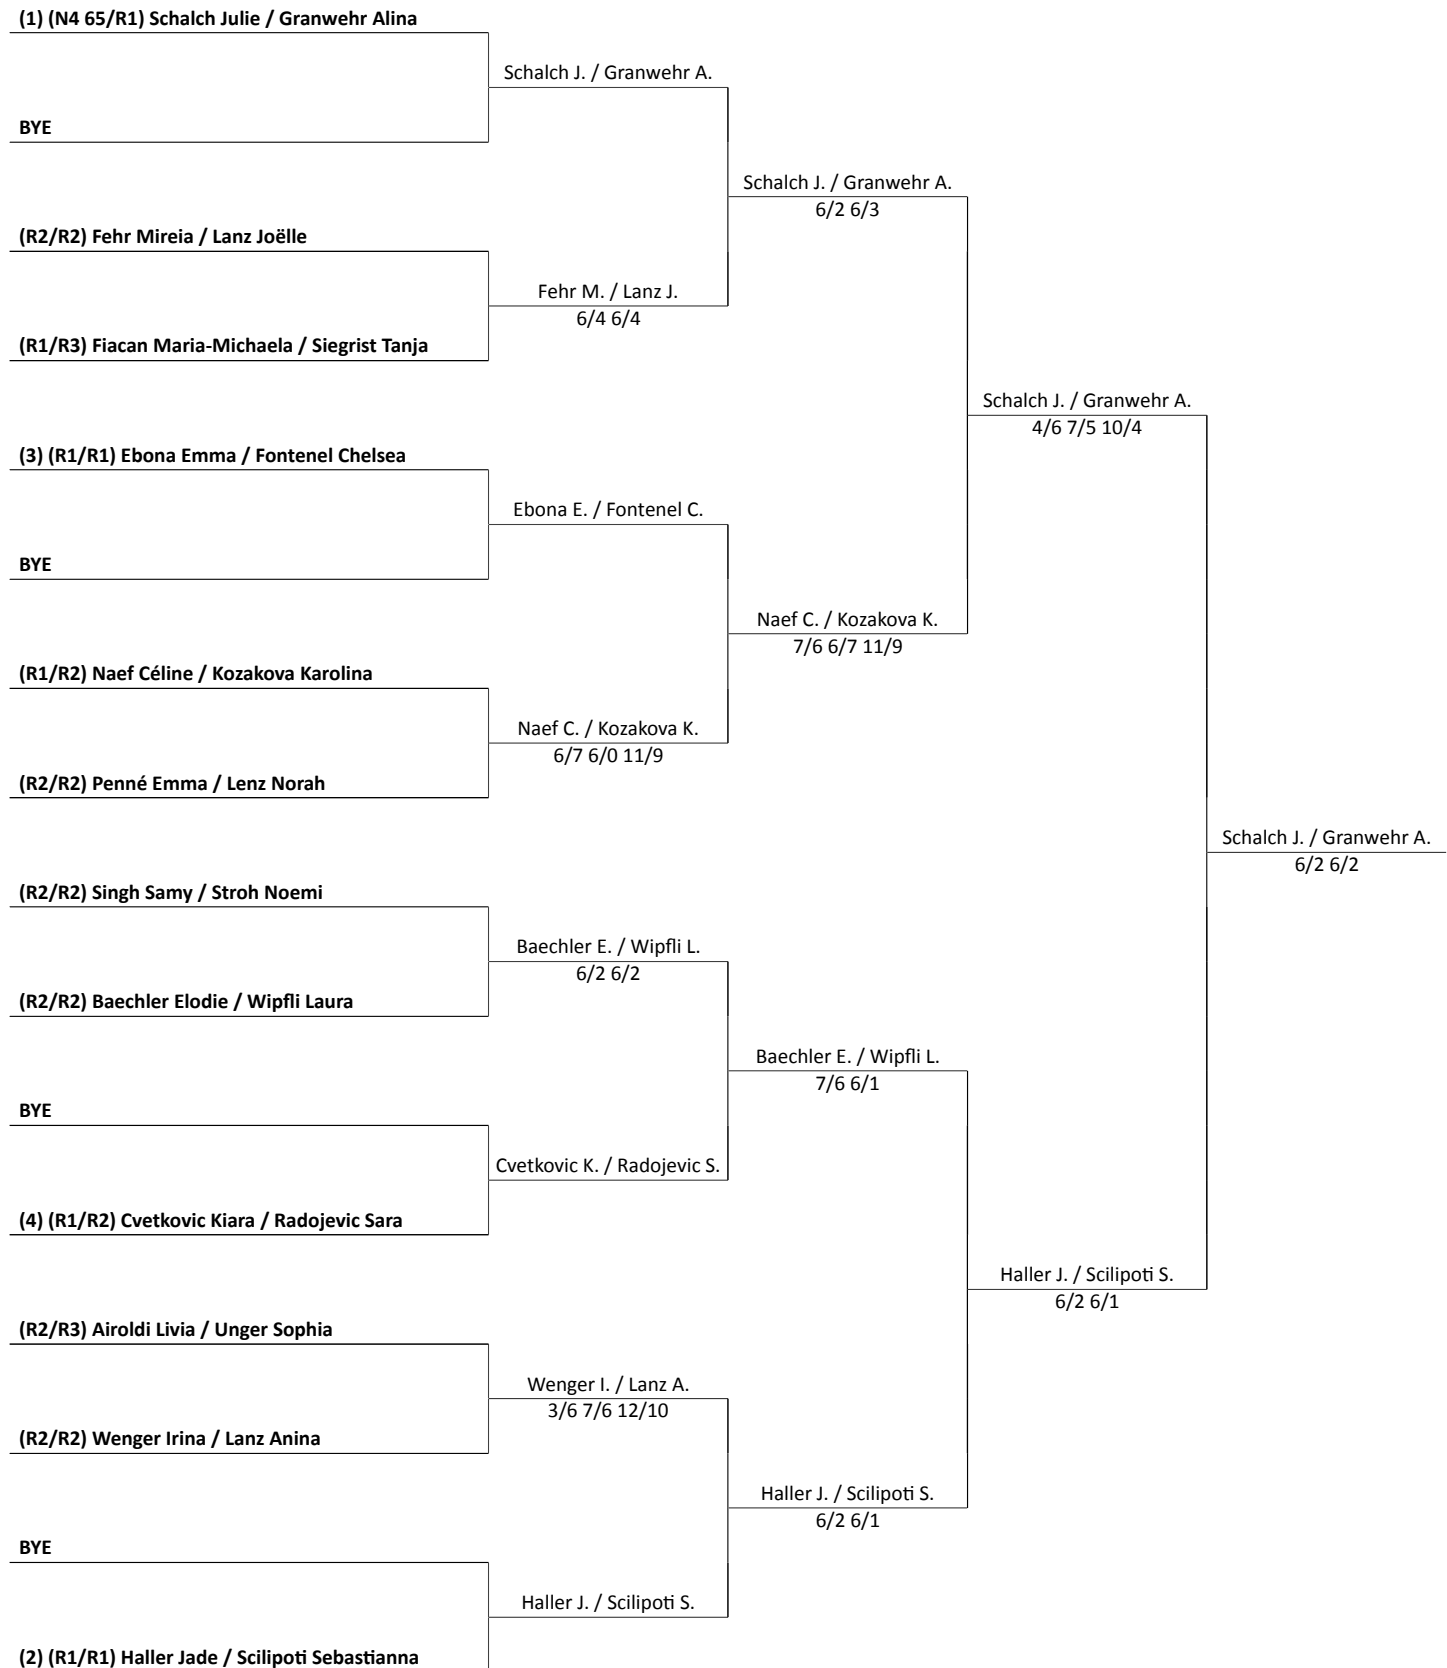 (1) (N4 65/R1) Schalch Julie / Granwehr Alina
Schalch J. / Granwehr A.
BYE
Schalch J. / Granwehr A.
6/2 6/3
(R2/R2) Fehr Mireia / Lanz Joëlle
Fehr M. / Lanz J.
6/4 6/4
(R1/R3) Fiacan Maria-Michaela / Siegrist Tanja
Schalch J. / Granwehr A.
4/6 7/5 10/4
(3) (R1/R1) Ebona Emma / Fontenel Chelsea
Ebona E. / Fontenel C.
BYE
Naef C. / Kozakova K.
7/6 6/7 11/9
(R1/R2) Naef Céline / Kozakova Karolina
Naef C. / Kozakova K.
6/7 6/0 11/9
(R2/R2) Penné Emma / Lenz Norah
Schalch J. / Granwehr A.
6/2 6/2
(R2/R2) Singh Samy / Stroh Noemi
Baechler E. / Wipfli L.
6/2 6/2
(R2/R2) Baechler Elodie / Wipfli Laura
Baechler E. / Wipfli L.
7/6 6/1
BYE
Cvetkovic K. / Radojevic S.
(4) (R1/R2) Cvetkovic Kiara / Radojevic Sara
Haller J. / Scilipoti S.
6/2 6/1
(R2/R3) Airoldi Livia / Unger Sophia
Wenger I. / Lanz A.
3/6 7/6 12/10
(R2/R2) Wenger Irina / Lanz Anina
Haller J. / Scilipoti S.
6/2 6/1
BYE
Haller J. / Scilipoti S.
(2) (R1/R1) Haller Jade / Scilipoti Sebastianna